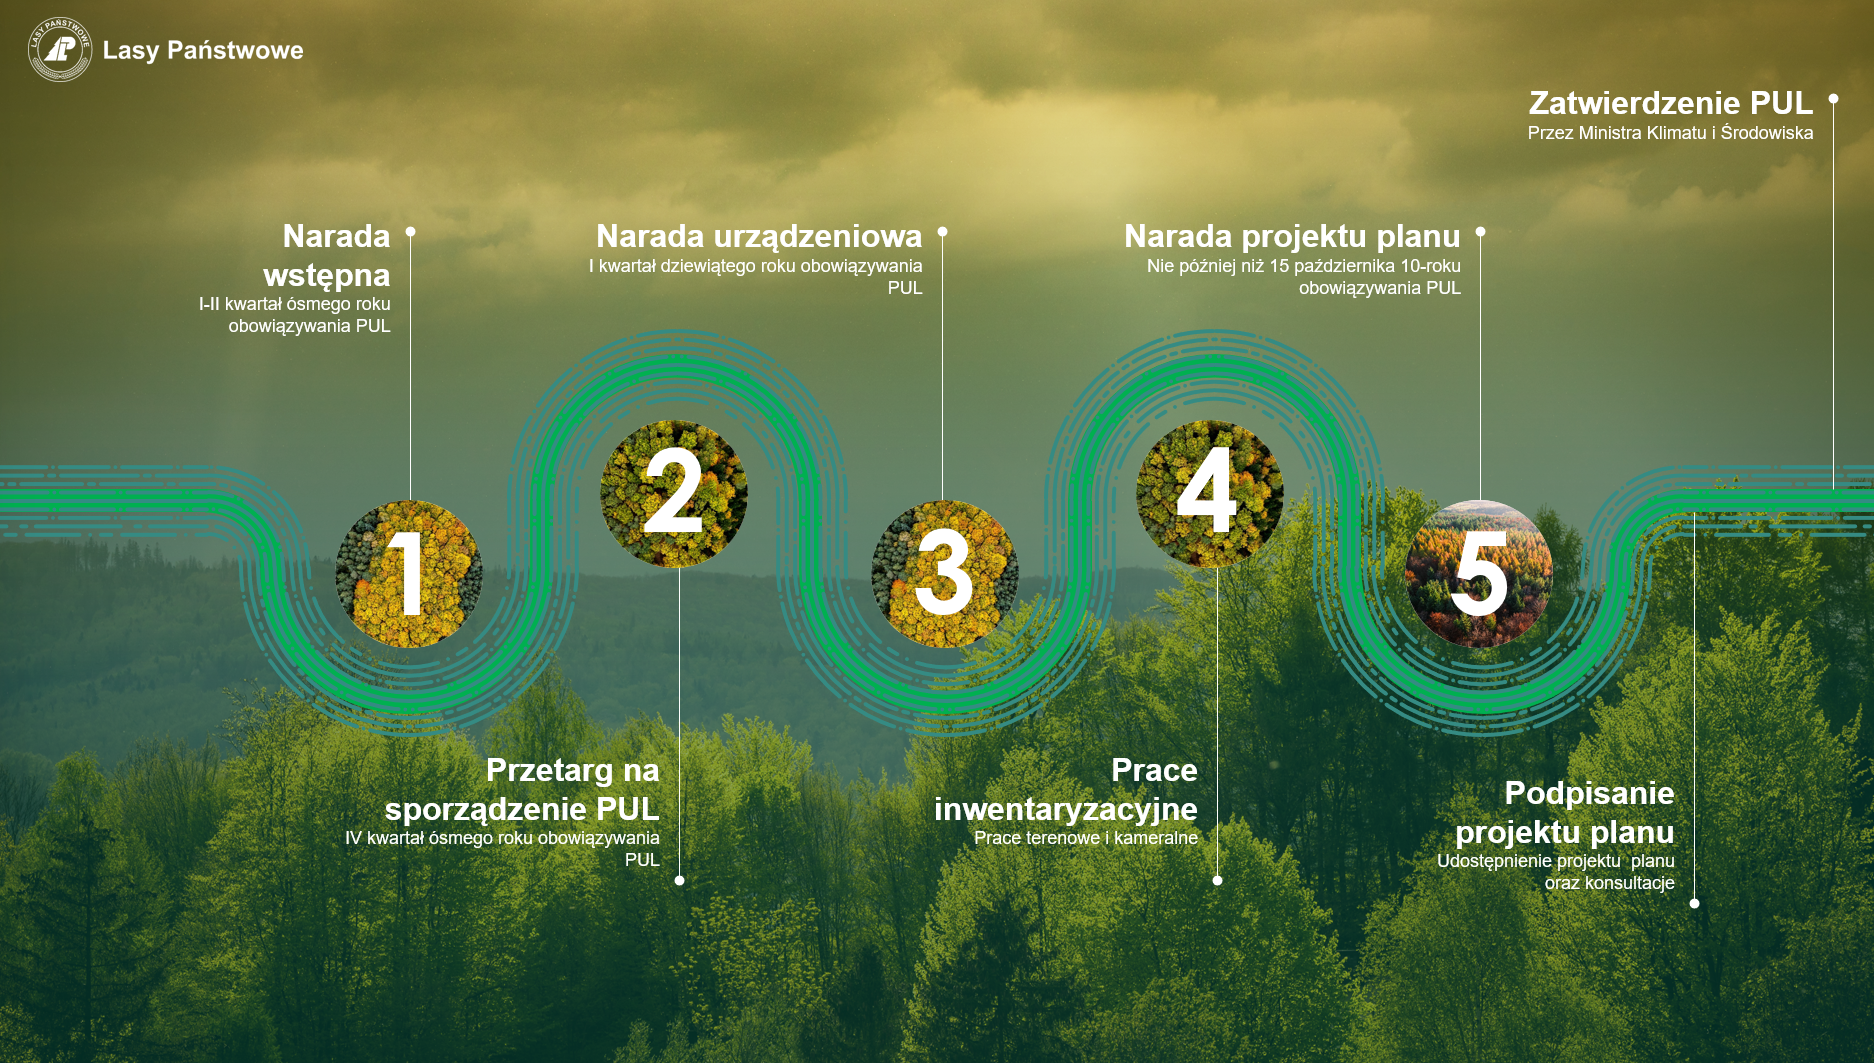 LASY PAŃSTWOWE
Lasy Państwowe
Zatwierdzenie PUL
Przez Ministra Klimatu i Środowiska
Narada
wstępna
I-II kwartał ósmego roku
obowiązywania PUL
Narada urządzeniowa
I kwartał dziewiątego roku obowiązywania
PUL
Narada projektu planu
Nie później niż 15 października 10-roku
obowiązywania PUL
1
2
3
4
5
Przetarg na
sporządzenie PUL
IV kwartał ósmego roku obowiązywania
PUL
Prace
inwentaryzacyjne
Prace terenowe i kameralne
Podpisanie
projektu planu
Udostępnienie projektu  planu
oraz konsultacje